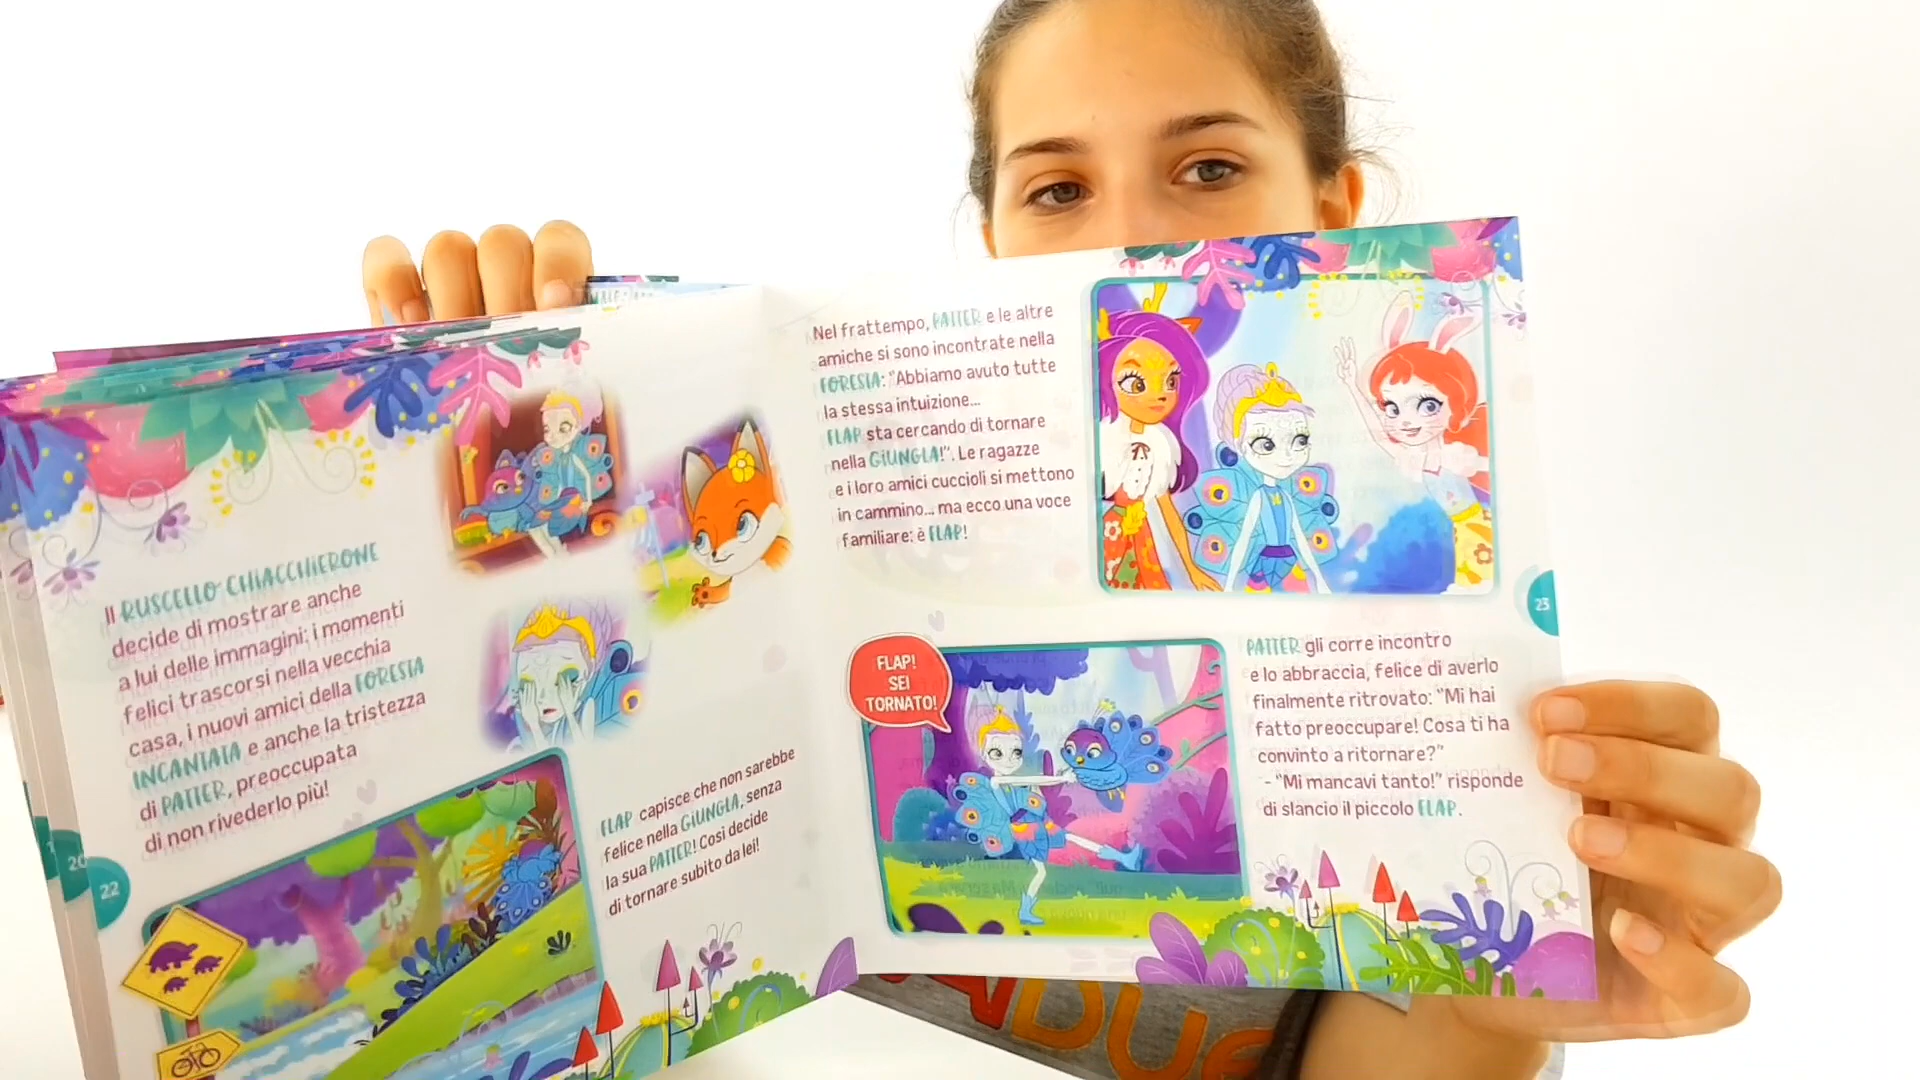 Il RUSCELLO CHIACCHIERONE
decide di mostrare anche
a lui delle immagini: i momenti
felici trascorsi nella vecchia
casa, i nuovi amici della FORESTA
INCANTATA e anche la tristezza
di PATTER, preoccupata
di non rivederlo più!
FLAP capisce che non sarebbe
felice nella GIUNGLA, senza
la sua PATTER! Così decide
di tornare subito da lei!
20
22
Nel frattempo, PATTER e le altre
amiche si sono incontrate nella
FORESTA: "Abbiamo avuto tutte
la stessa intuizione...
FLAP sta cercando di tornare
nella GIUNGLA!". Le ragazze
e i loro amici cuccioli si mettono
in cammino... ma ecco una voce
familiare: è FLAP!
23
FLAP!
SEI
TORNATO!
PATTER gli corre incontro
e lo abbraccia, felice di averlo
finalmente ritrovato: "Mi hai
fatto preoccupare! Cosa ti ha
convinto a ritornare?"
- "Mi mancavi tanto!" risponde
di slancio il piccolo FLAP.